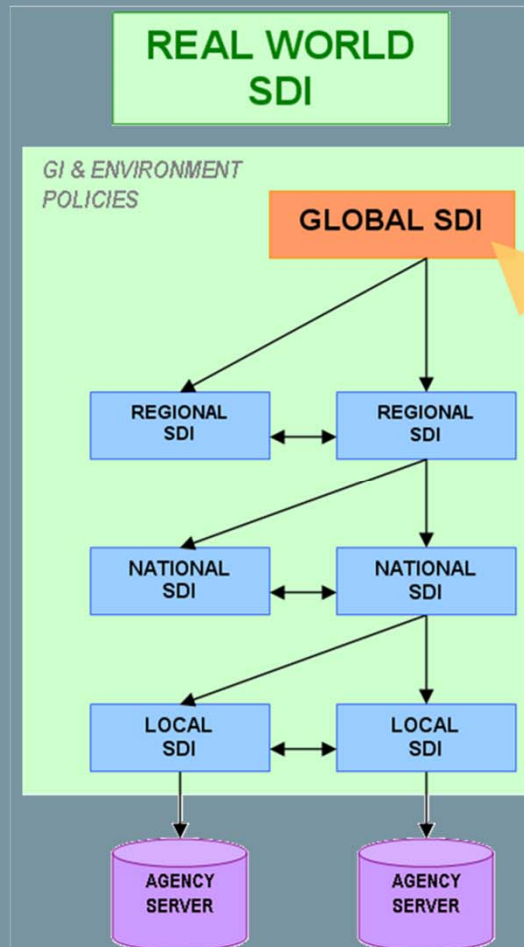 REAL WORLD
SDI
GI & ENVIRONMENT
POLICIES
GLOBAL SDI
REGIONAL
SDI
REGIONAL
SDI
NATIONAL
SDI
NATIONAL
SDI
LOCAL
SDI
LOCAL
SDI
AGENCY
SERVER
AGENCY
SERVER